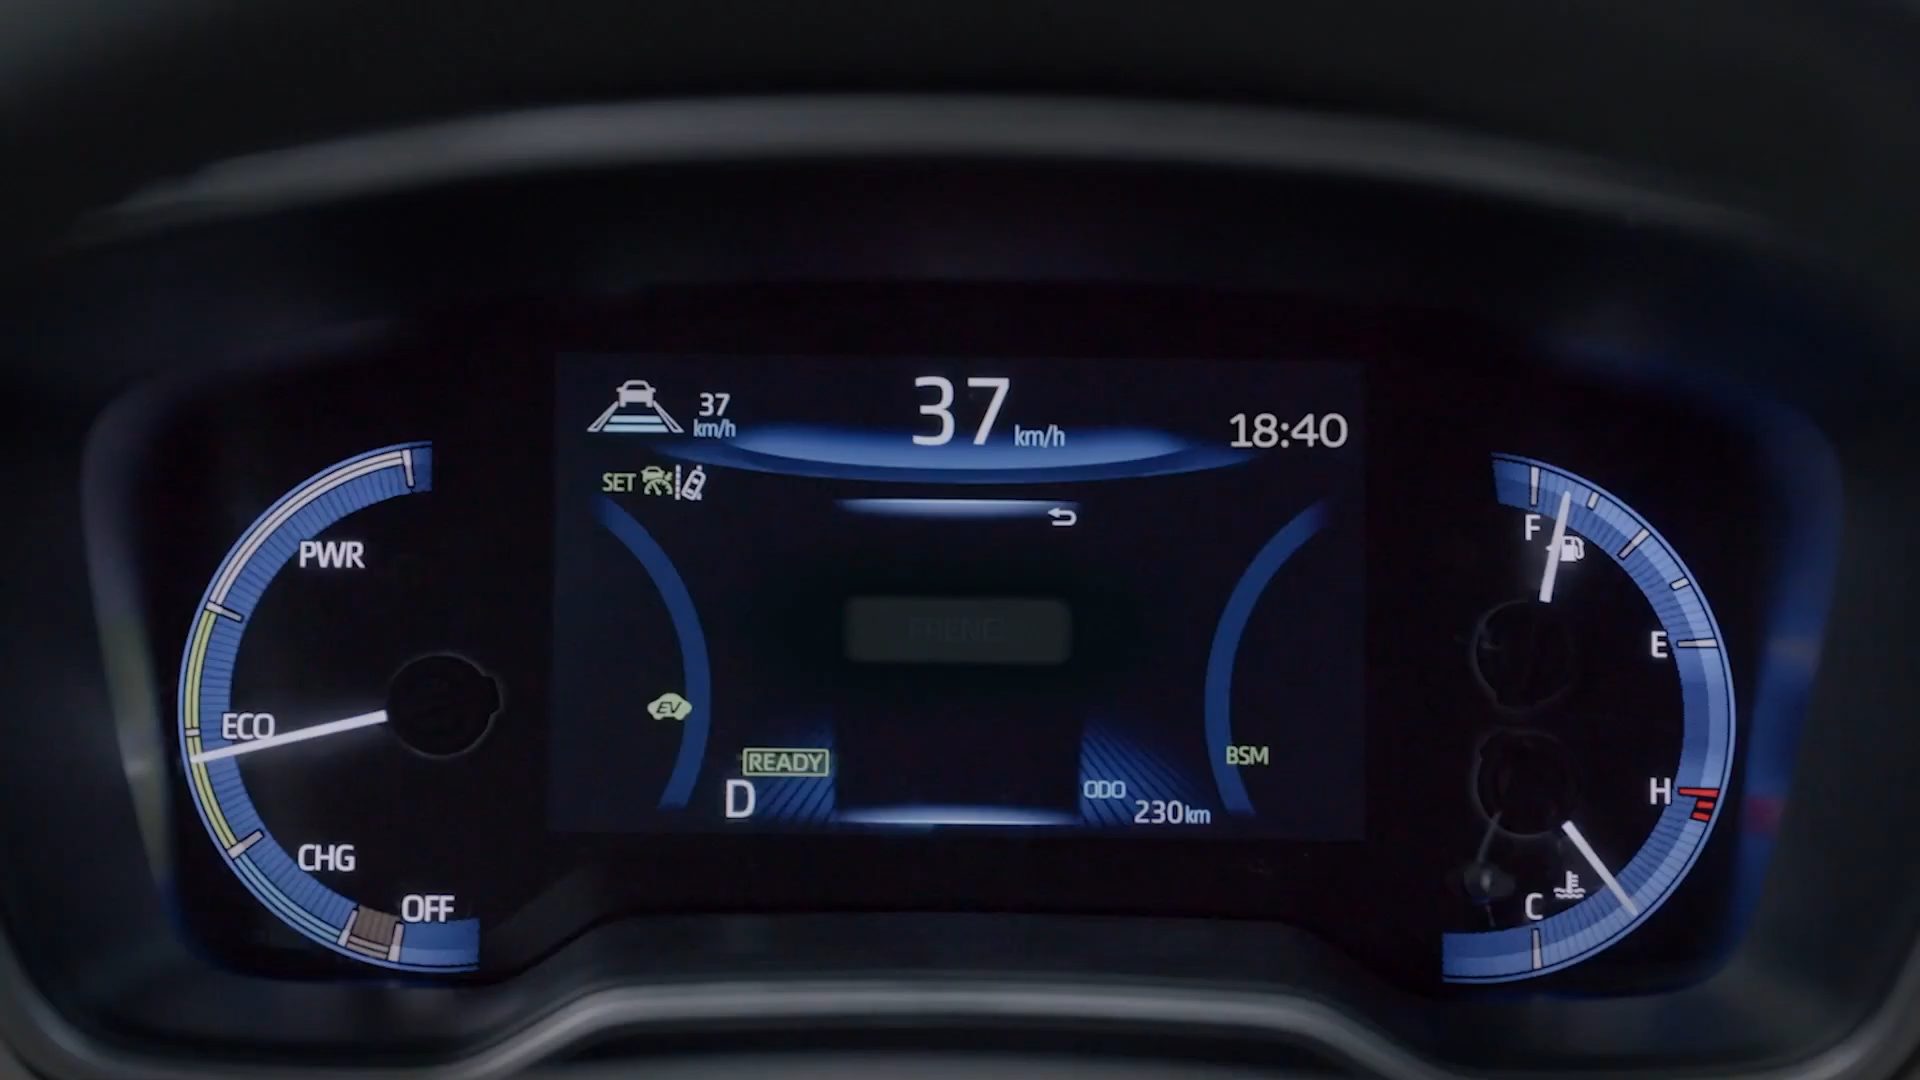 37
km/h
37 km/h
18:40
SET
PWR
F
E
ECO
EV
READY
BSM
D
ODO
230km
H
CHG
OFF
C